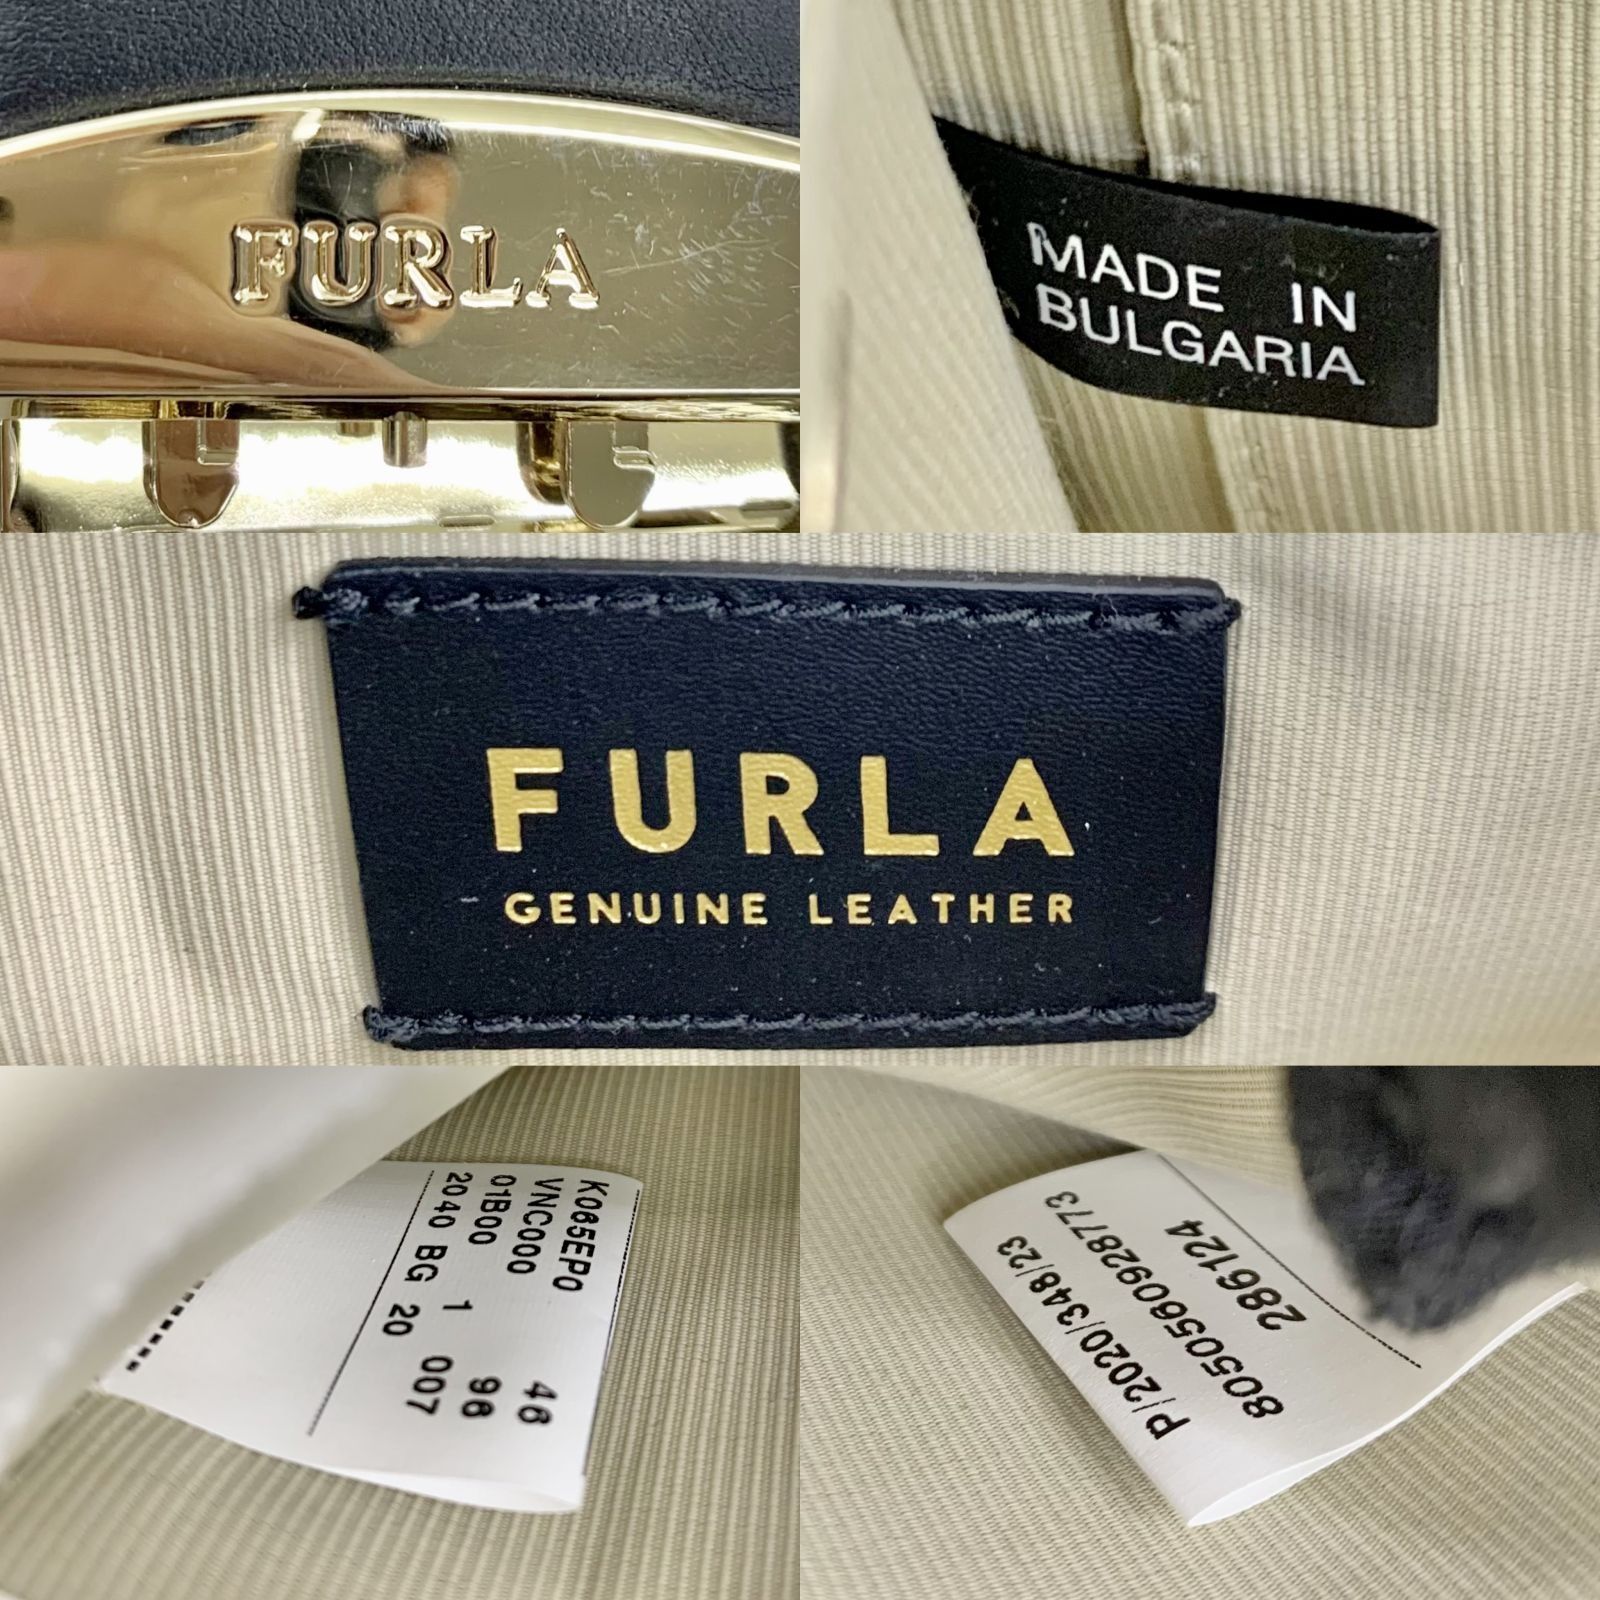 FURLA
MADE IN
BULGARIA
FURLA
GENUINE LEATHER
K065EP0 46
VNC000 96
01B00 1 007
2040 BG 20
P/2020/348/23
8050560928773
286124